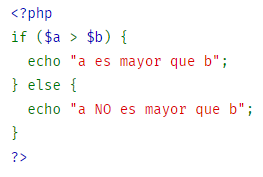 <?php
if ($a > $b) {
  echo "a es mayor que b";
} else {
  echo "a NO es mayor que b";
}
?>